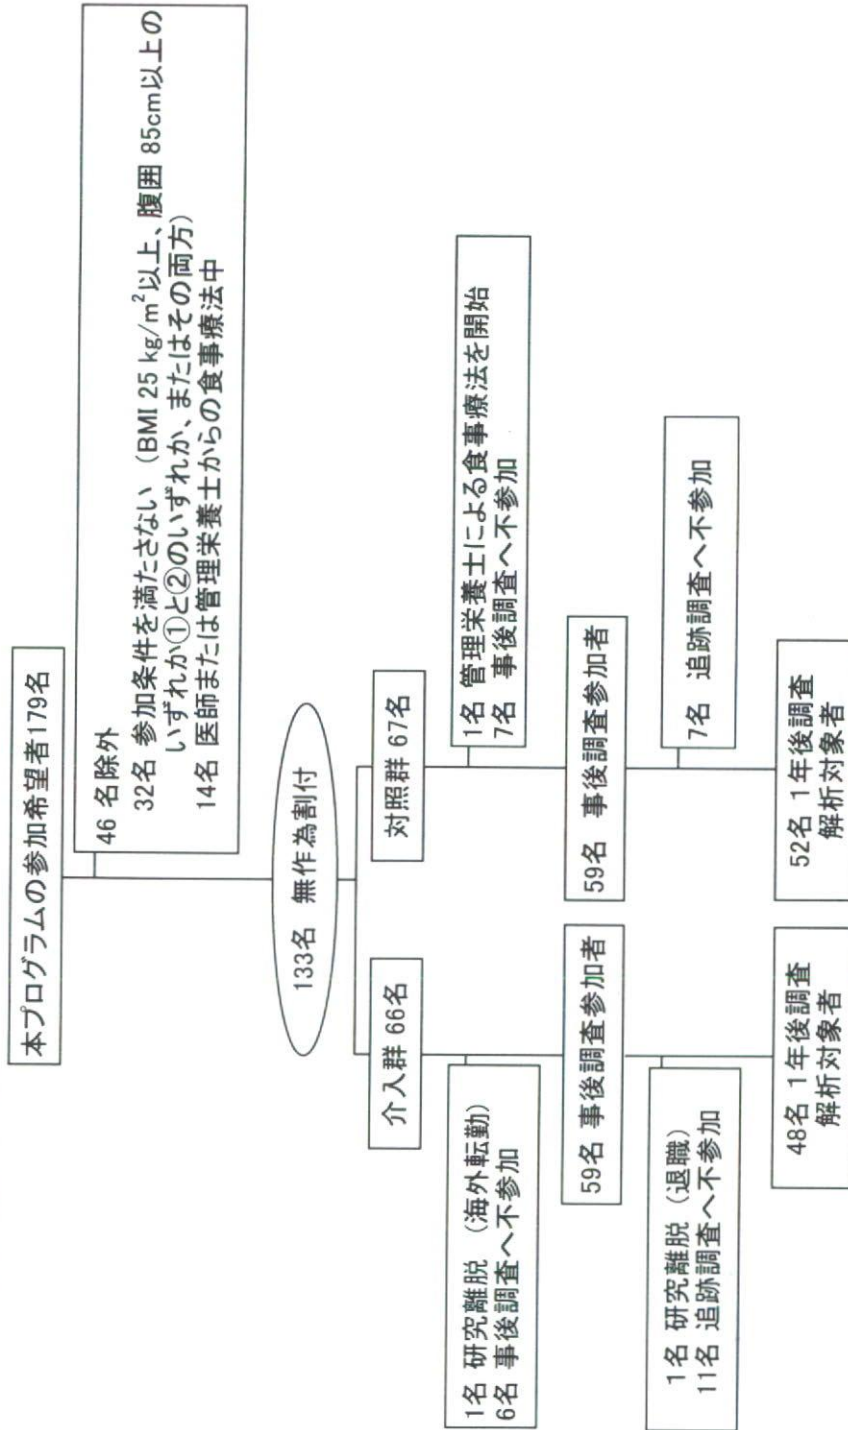 本プログラムの参加希望者179名
46 名除外
32名 参加条件を満たさない (BMI 25 kg/m²以上、腹囲 85cm以上の
いずれか①と②のいずれか、またはその両方)
14名 医師または管理栄養士からの食事療法中
133名 無作為割付
介入群 66名
対照群 67名
1名 研究離脱 (海外転勤)
6名 事後調査へ不参加
1名 管理栄養士による食事療法を開始
7名 事後調査へ不参加
59名 事後調査参加者
59名 事後調査参加者
1名 研究離脱 (退職)
11名 追跡調査へ不参加
7名 追跡調査へ不参加
48名 1年後調査
解析対象者
52名 1年後調査
解析対象者